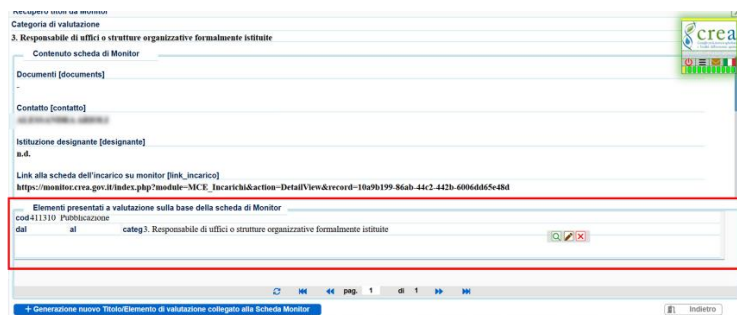 Recupero titoli da Monitor
Categoria di valutazione
3. Responsabile di uffici o strutture organizzative formalmente istituite
Contenuto scheda di Monitor
Documenti [documents]
-
Contatto [contatto]
Istituzione designante [designante]
n.d.
Link alla scheda dell'incarico su monitor [link_incarico]
https://monitor.crea.gov.it/index.php?module=MCE_Incarichi&action=DetailView&record=10a9b199-86ab-44c2-442b-6006dd65e48d
Elementi presentati a valutazione sulla base della scheda di Monitor
cod 411310 Pubblicazione
dal al categ 3. Responsabile di uffici o strutture organizzative formalmente istituite
pag. 1 di 1
+ Generazione nuovo Titolo/Elemento di valutazione collegato alla Scheda Monitor
Indietro
crea